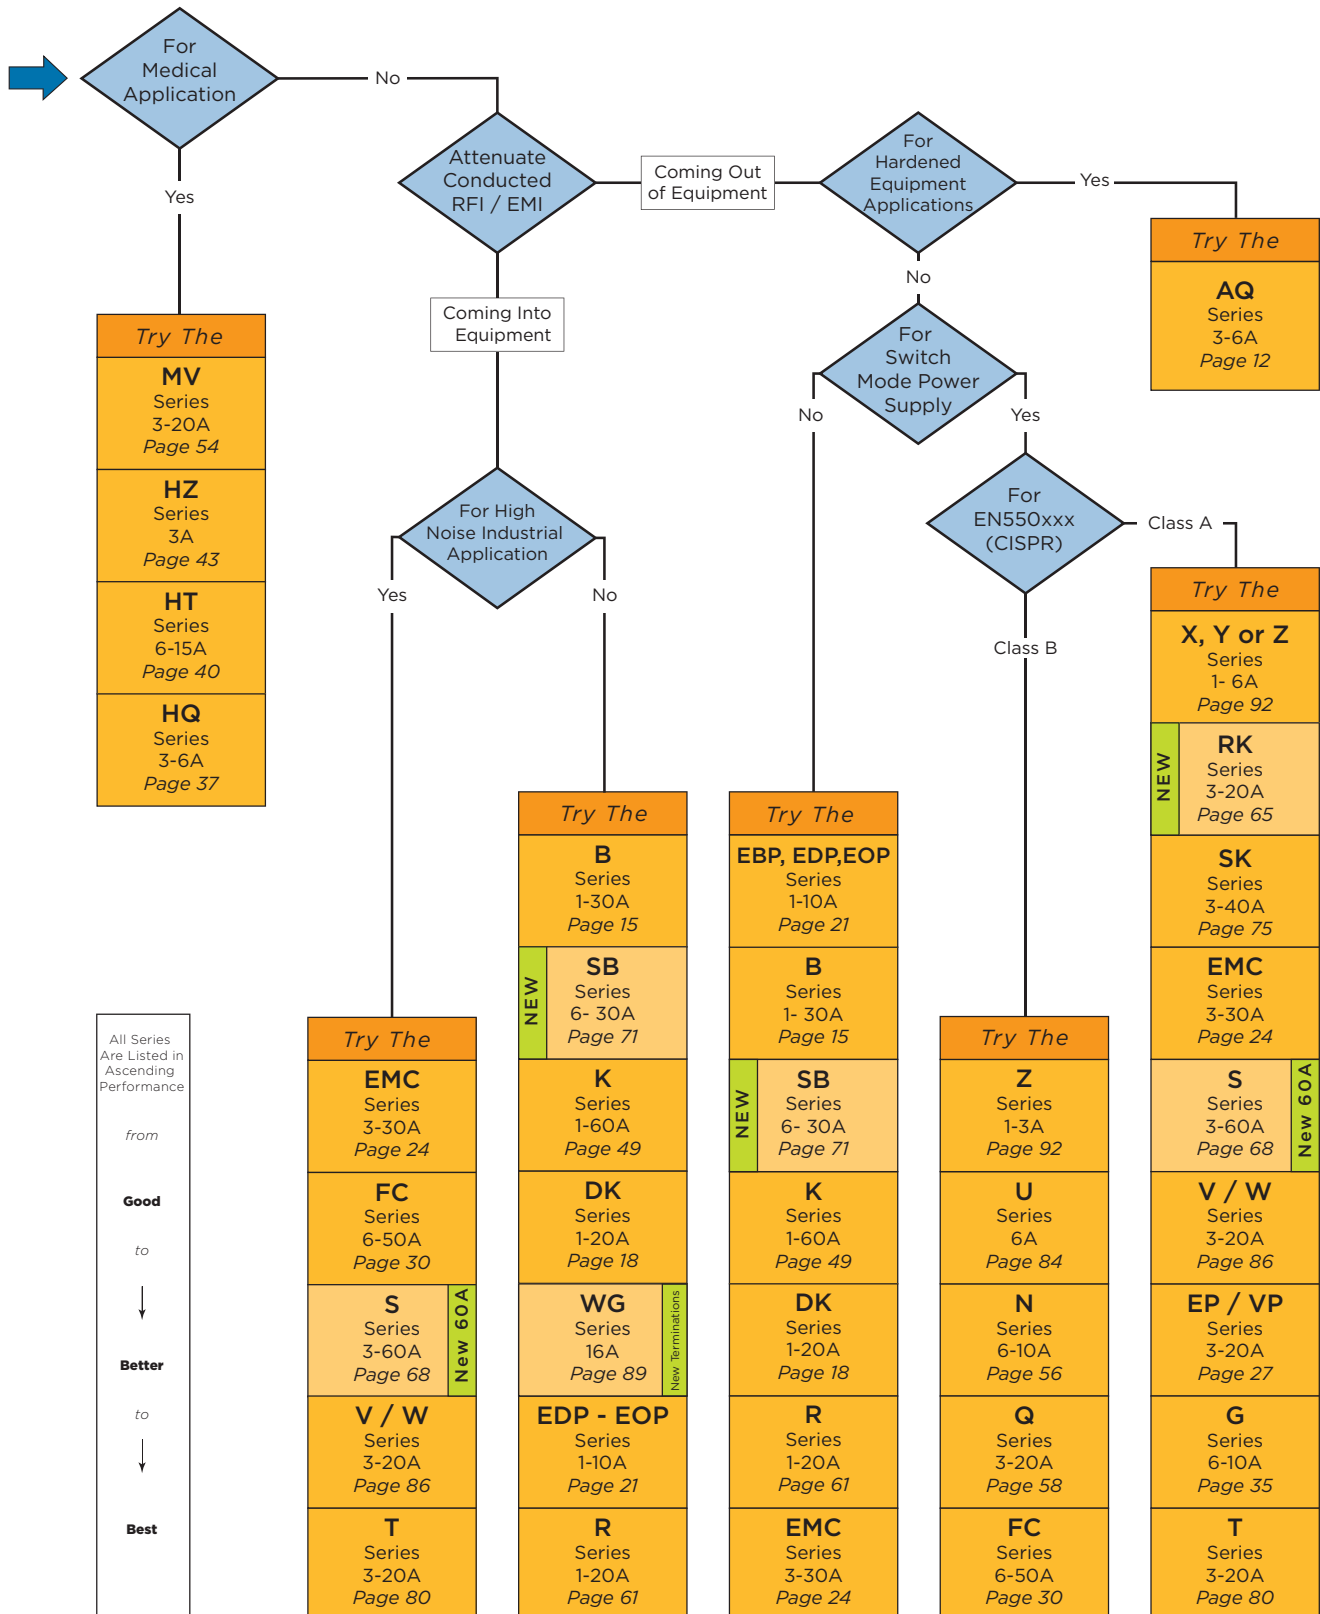 For
Medical
Application
No
Yes
Attenuate
Conducted
RFI / EMI
Coming Out
of Equipment
For
Hardened
Equipment
Applications
Yes
Try The
AQ
Series
3-6A
Page 12
No
Coming Into
Equipment
For
Switch
Mode Power
Supply
No
Yes
Try The
MV
Series
3-20A
Page 54
HZ
Series
3A
Page 43
HT
Series
6-15A
Page 40
HQ
Series
3-6A
Page 37
For High
Noise Industrial
Application
Yes
No
For
EN550xxx
(CISPR)
Class A
Class B
All Series
Are Listed in
Ascending
Performance
from
Good
to
Better
to
Best
Try The
EMC
Series
3-30A
Page 24
FC
Series
6-50A
Page 30
S
Series
3-60A
Page 68
New 60A
V / W
Series
3-20A
Page 86
T
Series
3-20A
Page 80
Try The
B
Series
1-30A
Page 15
NEW
SB
Series
6- 30A
Page 71
K
Series
1-60A
Page 49
DK
Series
1-20A
Page 18
WG
Series
16A
Page 89
New Terminations
EDP - EOP
Series
1-10A
Page 21
R
Series
1-20A
Page 61
Try The
EBP, EDP,EOP
Series
1-10A
Page 21
B
Series
1- 30A
Page 15
NEW
SB
Series
6- 30A
Page 71
K
Series
1-60A
Page 49
DK
Series
1-20A
Page 18
R
Series
1-20A
Page 61
EMC
Series
3-30A
Page 24
Try The
Z
Series
1-3A
Page 92
U
Series
6A
Page 84
N
Series
6-10A
Page 56
Q
Series
3-20A
Page 58
FC
Series
6-50A
Page 30
Try The
X, Y or Z
Series
1- 6A
Page 92
NEW
RK
Series
3-20A
Page 65
SK
Series
3-40A
Page 75
EMC
Series
3-30A
Page 24
S
Series
3-60A
Page 68
New 60A
V / W
Series
3-20A
Page 86
EP / VP
Series
3-20A
Page 27
G
Series
6-10A
Page 35
T
Series
3-20A
Page 80